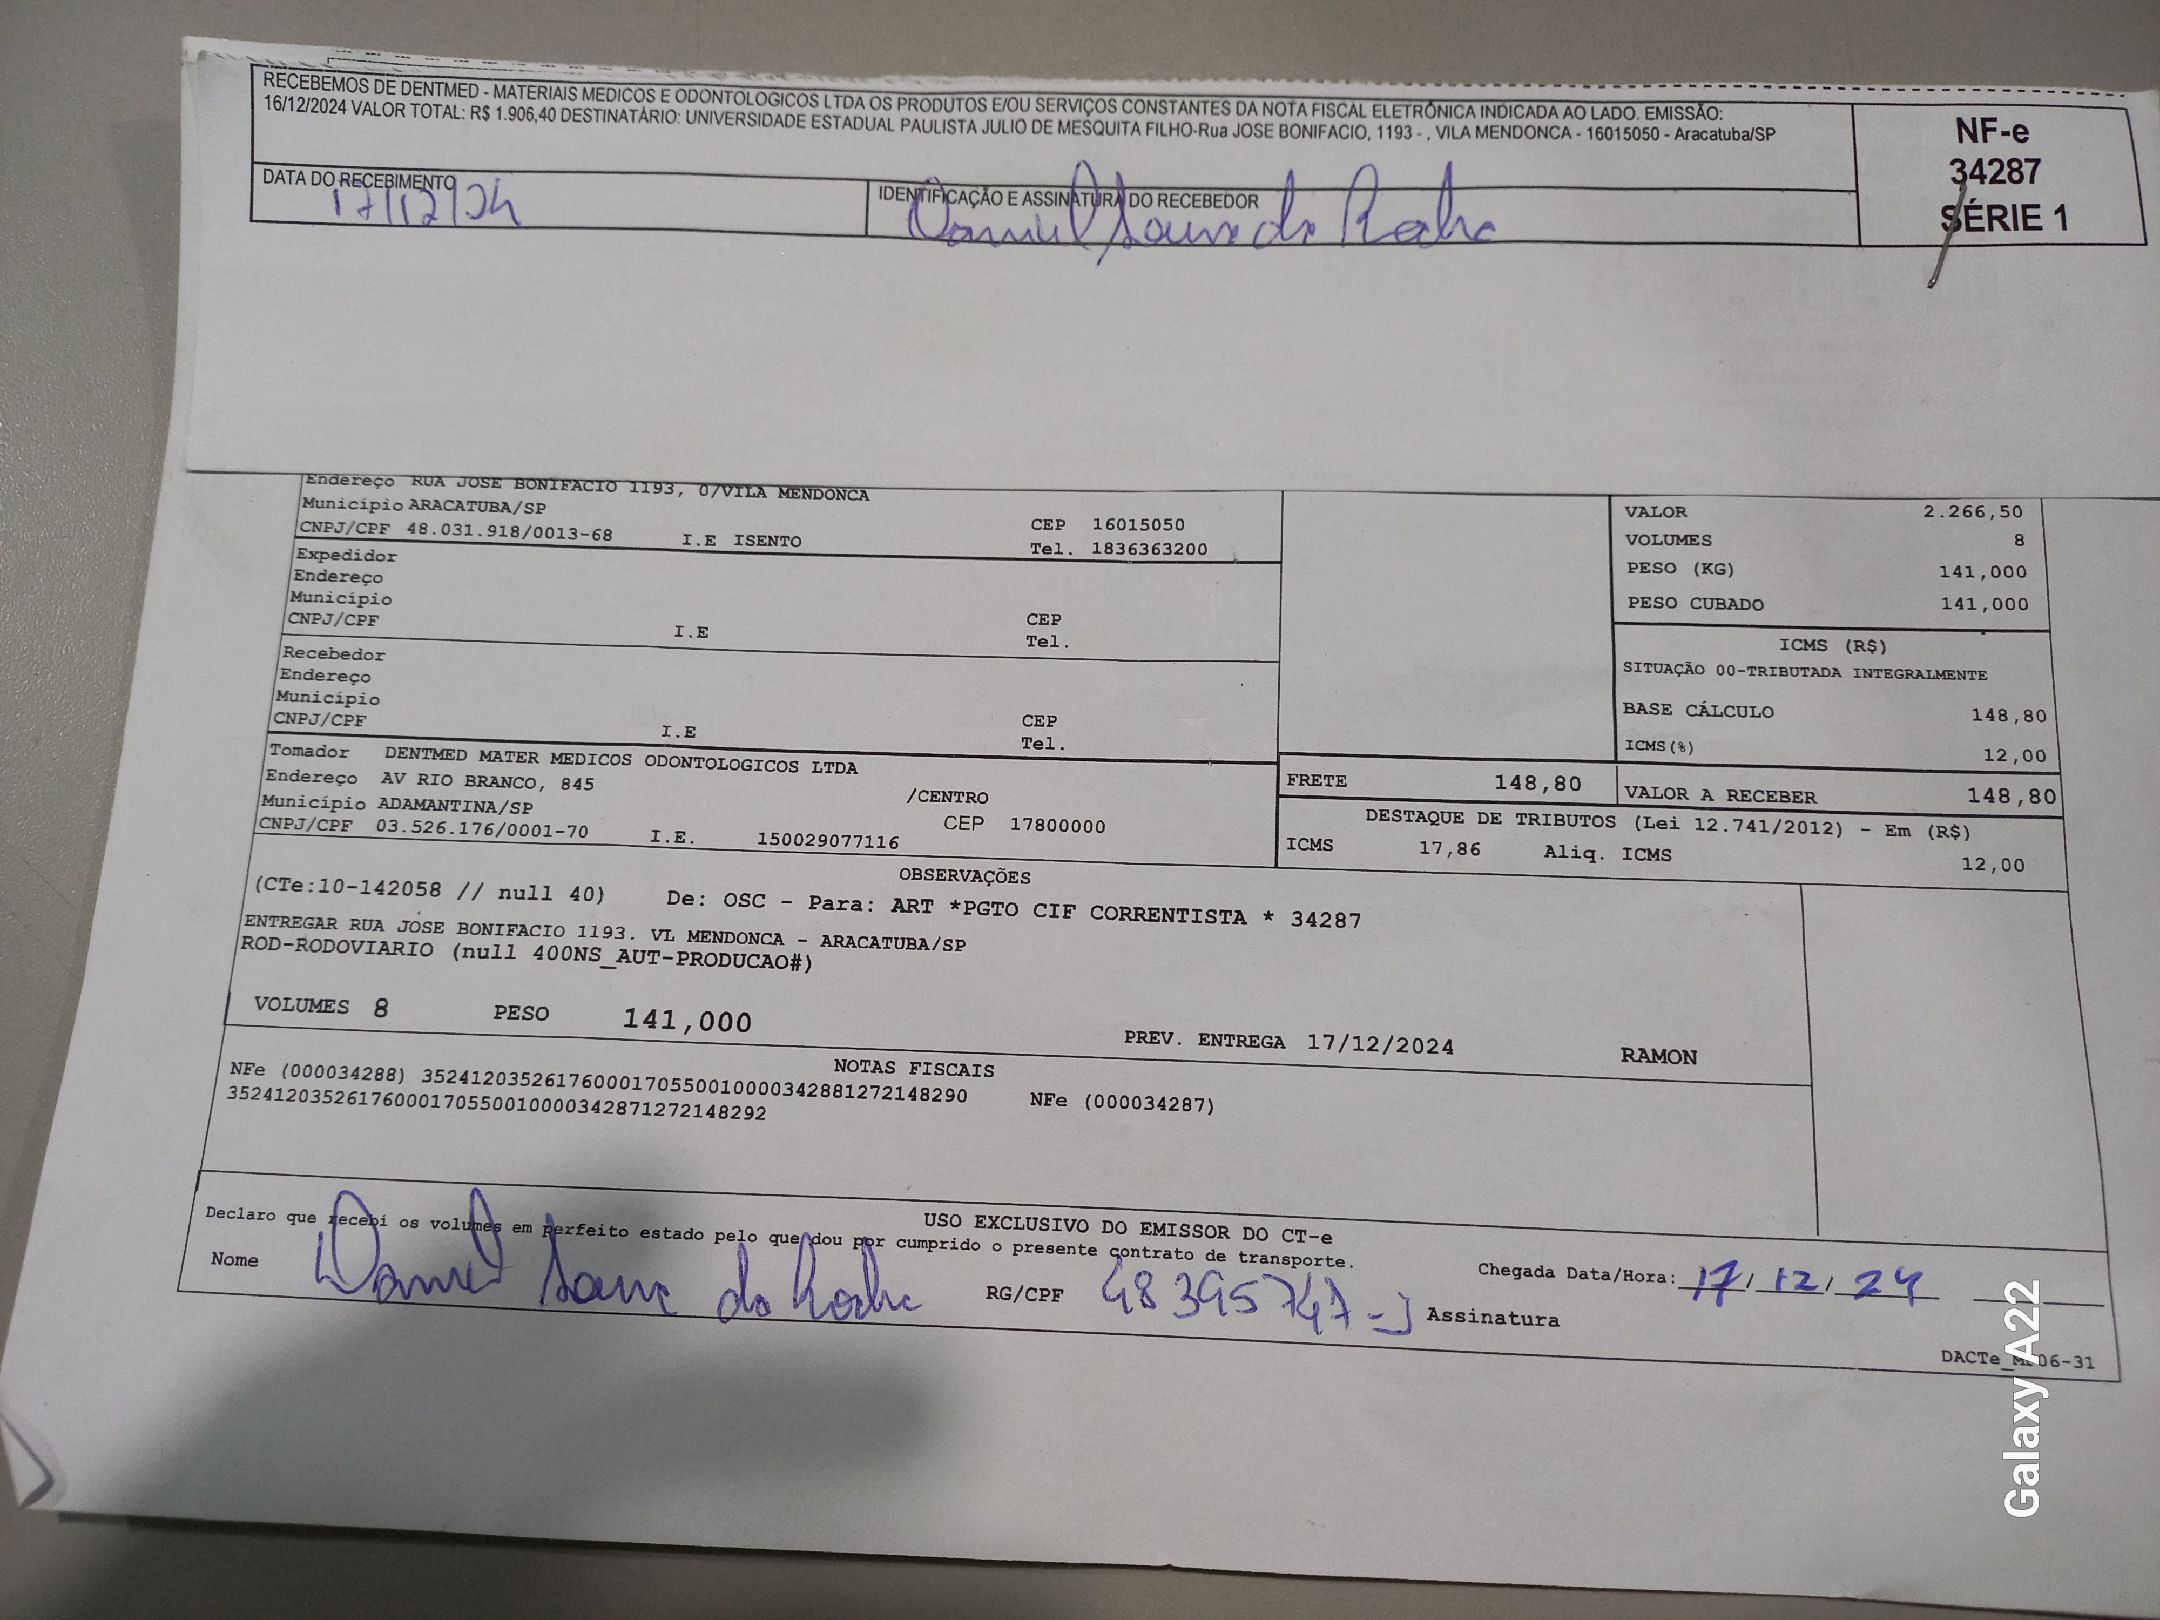 RECEBEMOS DE DENTMED - MATERIAIS MEDICOS E ODONTOLOGICOS LTDA OS PRODUTOS E/OU SERVIÇOS CONSTANTES DA NOTA FISCAL ELETRÔNICA INDICADA AO LADO. EMISSÃO:
16/12/2024 VALOR TOTAL: R$ 1.906,40 DESTINATÁRIO: UNIVERSIDADE ESTADUAL PAULISTA JULIO DE MESQUITA FILHO-Rua JOSE BONIFACIO, 1193 - , VILA MENDONCA - 16015050 - Aracatuba/SP
NF-e
34287
SÉRIE 1
DATA DO RECEBIMENTO
17/12/24
IDENTIFICAÇÃO E ASSINATURA DO RECEBEDOR
Daniel Souza da Rocha
Endereço RUA JOSE BONIFACIO 1193, 0/VILA MENDONCA
Município ARACATUBA/SP
CNPJ/CPF 48.031.918/0013-68 I.E ISENTO
CEP 16015050
Tel. 1836363200
Expedidor
Endereço
Município
CNPJ/CPF I.E
CEP
Tel.
Recebedor
Endereço
Município
CNPJ/CPF I.E
CEP
Tel.
Tomador DENTMED MATER MEDICOS ODONTOLOGICOS LTDA
Endereço AV RIO BRANCO, 845 /CENTRO
Município ADAMANTINA/SP CEP 17800000
CNPJ/CPF 03.526.176/0001-70 I.E. 150029077116
VALOR 2.266,50
VOLUMES 8
PESO (KG) 141,000
PESO CUBADO 141,000
ICMS (R$)
SITUAÇÃO 00-TRIBUTADA INTEGRALMENTE
BASE CÁLCULO 148,80
ICMS(%) 12,00
FRETE 148,80 VALOR A RECEBER 148,80
DESTAQUE DE TRIBUTOS (Lei 12.741/2012) - Em (R$)
ICMS 17,86 Aliq. ICMS 12,00
OBSERVAÇÕES
(CTe:10-142058 // null 40) De: OSC - Para: ART *PGTO CIF CORRENTISTA * 34287
ENTREGAR RUA JOSE BONIFACIO 1193. VL MENDONCA - ARACATUBA/SP
ROD-RODOVIARIO (null 400NS_AUT-PRODUCAO#)
VOLUMES 8 PESO 141,000 PREV. ENTREGA 17/12/2024 RAMON
NOTAS FISCAIS
NFe (000034288) 35241203526176000170550010000342881272148290 NFe (000034287)
35241203526176000170550010000342871272148292
USO EXCLUSIVO DO EMISSOR DO CT-e
Declaro que recebi os volumes em perfeito estado pelo que dou por cumprido o presente contrato de transporte.
Nome Daniel Souza da Rocha RG/CPF 48395747-J Assinatura
Chegada Data/Hora: 17/12/24
Galaxy A22